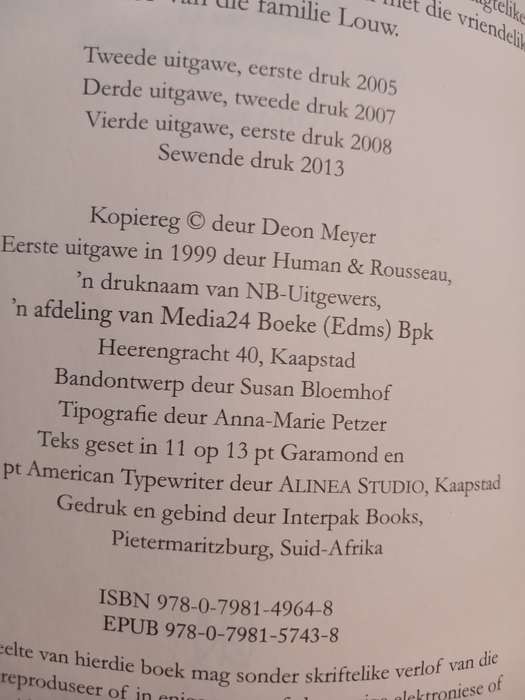 van die familie Louw.
met die vriendelik
Tweede uitgawe, eerste druk 2005
Derde uitgawe, tweede druk 2007
Vierde uitgawe, eerste druk 2008
Sewende druk 2013
Kopiereg © deur Deon Meyer
Eerste uitgawe in 1999 deur Human & Rousseau,
’n druknaam van NB-Uitgewers,
’n afdeling van Media24 Boeke (Edms) Bpk
Heerengracht 40, Kaapstad
Bandontwerp deur Susan Bloemhof
Tipografie deur Anna-Marie Petzer
Teks geset in 11 op 13 pt Garamond en
pt American Typewriter deur ALINEA STUDIO, Kaapstad
Gedruk en gebind deur Interpak Books,
Pietermaritzburg, Suid-Afrika
ISBN 978-0-7981-4964-8
EPUB 978-0-7981-5743-8
eelte van hierdie boek mag sonder skriftelike verlof van die
reproduseer of in elektroniese of